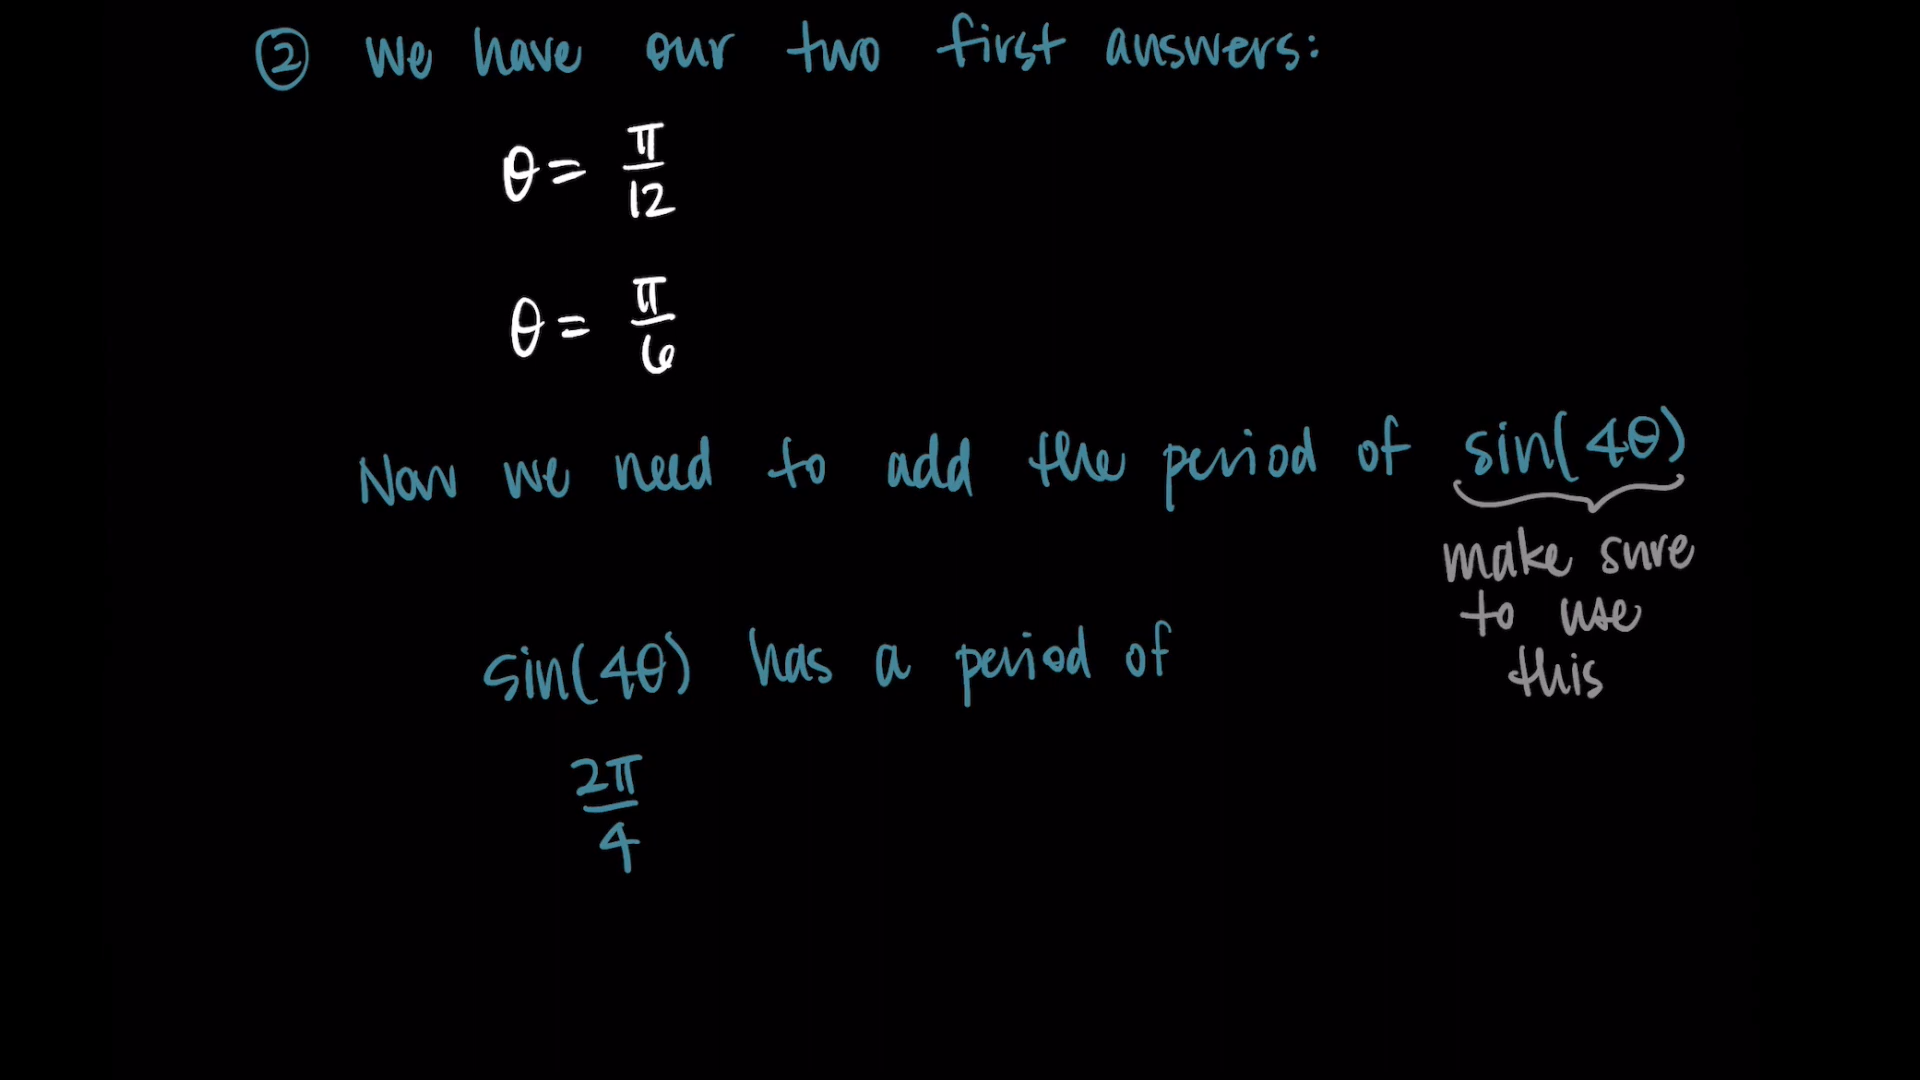 ② We have our two first answers:
θ = π/12
θ = π/6
Now we need to add the period of sin(4θ)
make sure
to use
this
sin(4θ) has a period of
2π/4